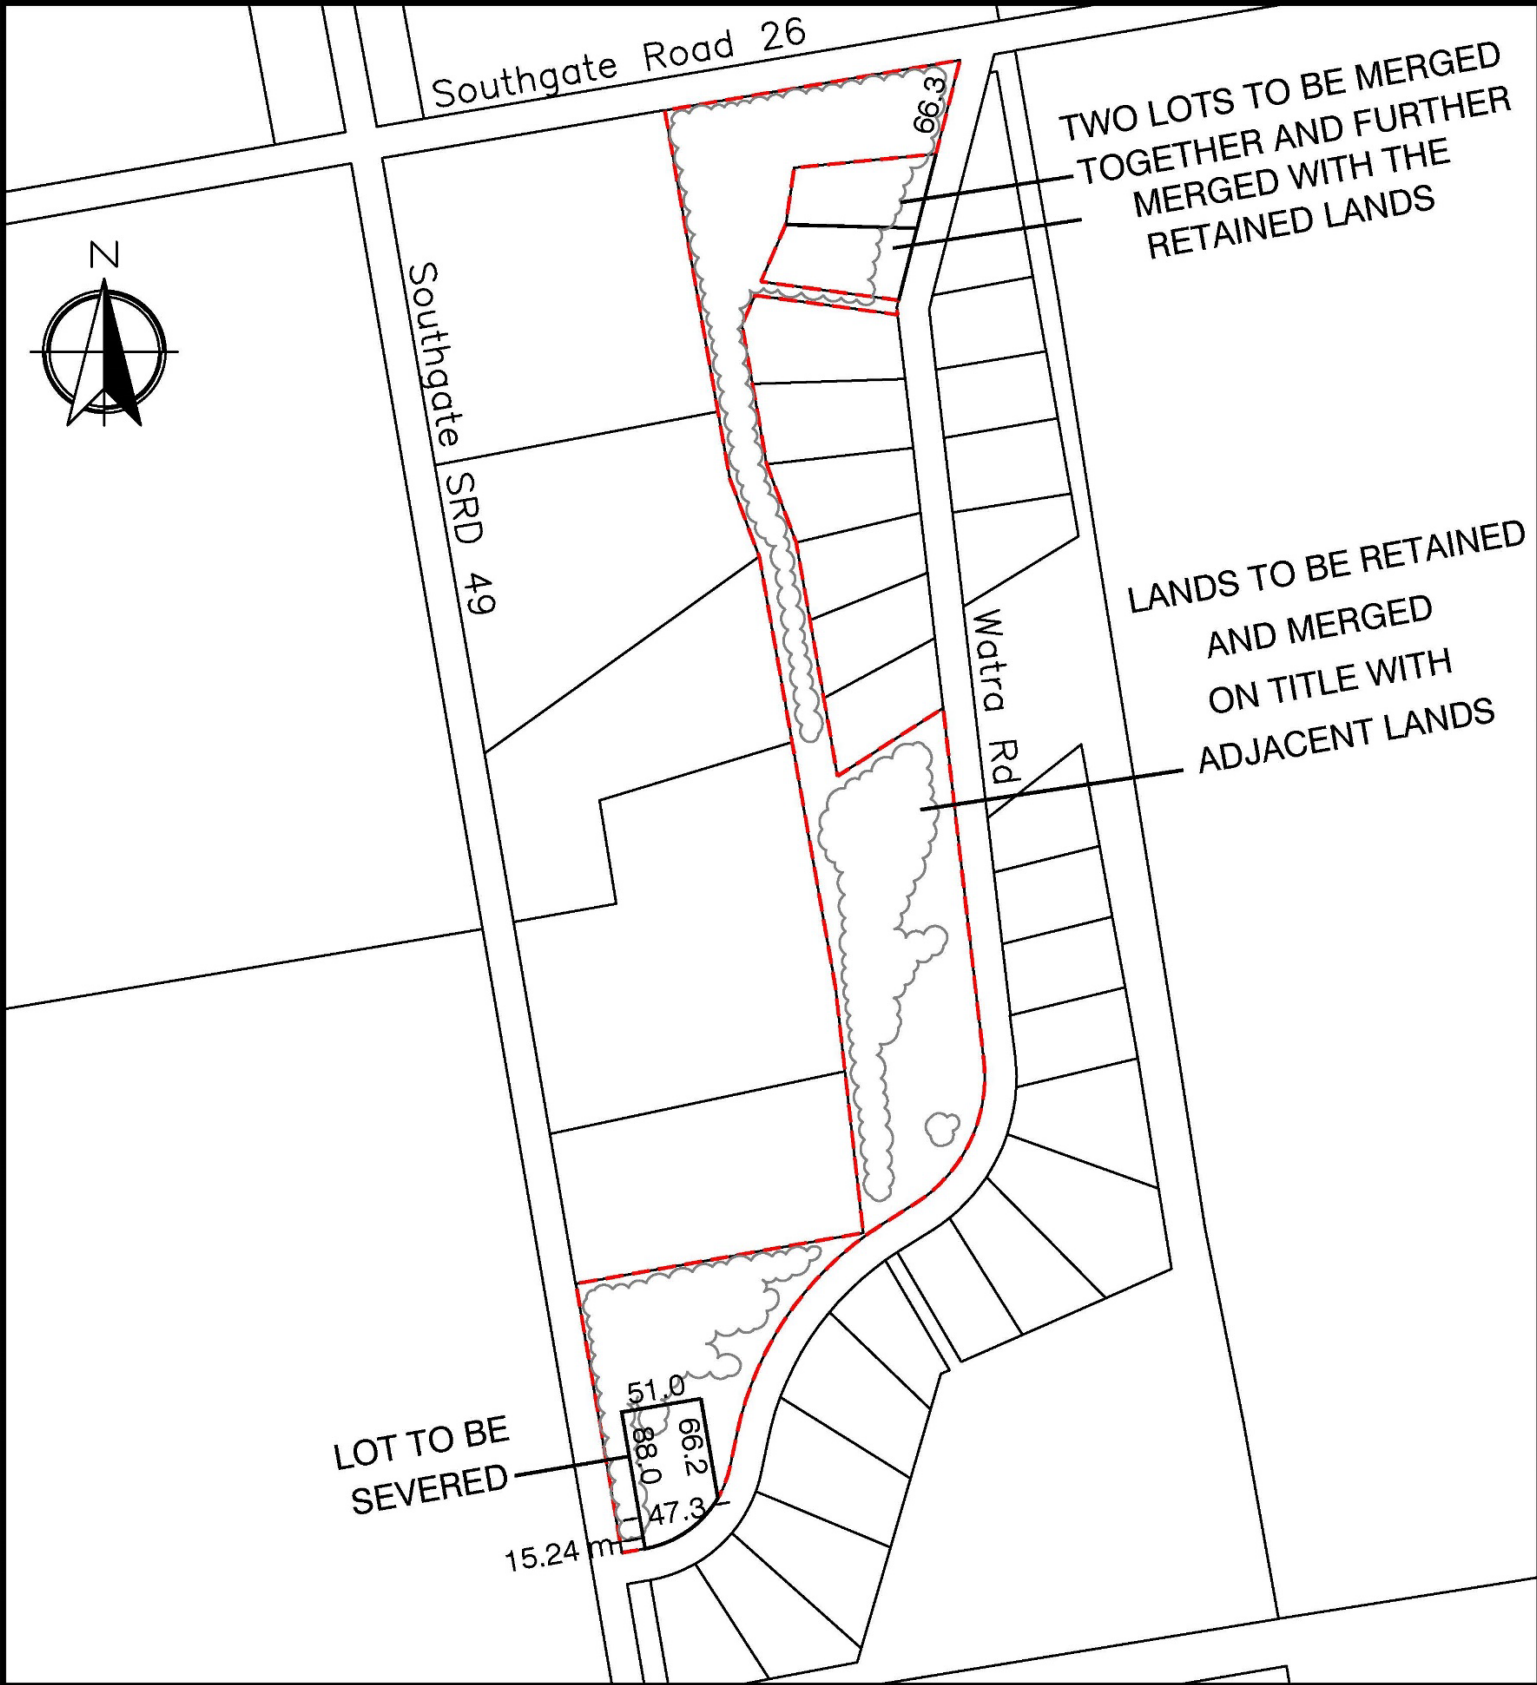 Southgate Road 26
66.3
TWO LOTS TO BE MERGED
TOGETHER AND FURTHER
MERGED WITH THE
RETAINED LANDS
N
Southgate SRD 49
LANDS TO BE RETAINED
AND MERGED
ON TITLE WITH
ADJACENT LANDS
Watra Rd
51.0
88.0
66.2
47.3
LOT TO BE
SEVERED
15.24 m